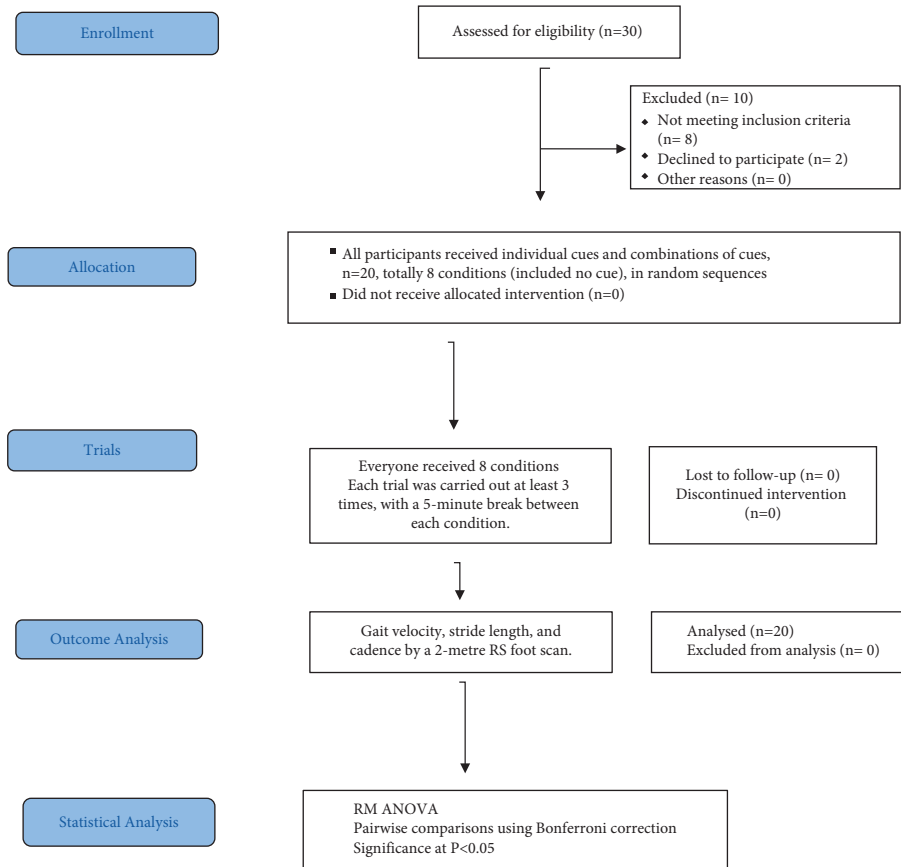 Enrollment
Assessed for eligibility (n=30)
Excluded (n= 10)
◆ Not meeting inclusion criteria
(n= 8)
◆ Declined to participate (n= 2)
◆ Other reasons (n= 0)
Allocation
▪ All participants received individual cues and combinations of cues,
n=20, totally 8 conditions (included no cue), in random sequences
▪ Did not receive allocated intervention (n=0)
Trials
Everyone received 8 conditions
Each trial was carried out at least 3
times, with a 5-minute break between
each condition.
Lost to follow-up (n= 0)
Discontinued intervention
(n=0)
Outcome Analysis
Gait velocity, stride length, and
cadence by a 2-metre RS foot scan.
Analysed (n=20)
Excluded from analysis (n= 0)
Statistical Analysis
RM ANOVA
Pairwise comparisons using Bonferroni correction
Significance at P<0.05